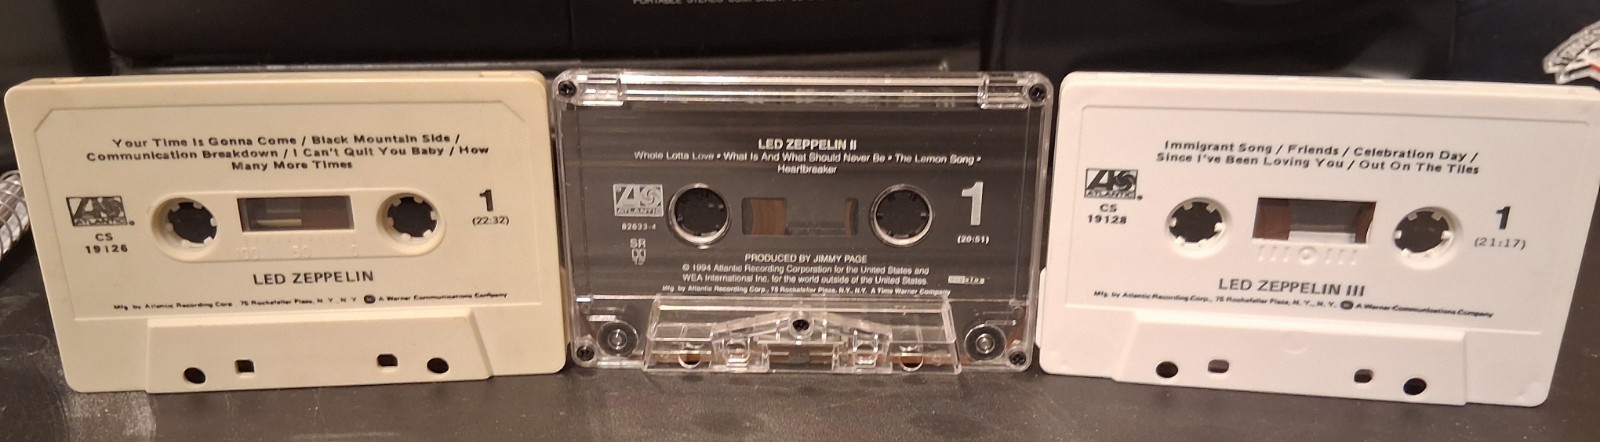 Your Time Is Gonna Come / Black Mountain Side /
Communication Breakdown / I Can't Quit You Baby / How
Many More Times
ATLANTIC
CS
19126
1
(22:32)
100 50 0
LED ZEPPELIN
Mfg. by Atlantic Recording Corp. 75 Rockefeller Plaza, N. Y., N. Y. A Warner Communications Company
LED ZEPPELIN II
Whole Lotta Love • What Is And What Should Never Be • The Lemon Song •
Heartbreaker
ATLANTIC
82633-4
SR
1
(20:51)
PRODUCED BY JIMMY PAGE
© 1994 Atlantic Recording Corporation for the United States and
WEA International Inc. for the world outside of the United States.
Mfg. by Atlantic Recording Corp., 75 Rockefeller Plaza, N.Y., N.Y. A Time Warner Company
Immigrant Song / Friends / Celebration Day /
Since I've Been Loving You / Out On The Tiles
ATLANTIC
CS
19128
1
(21:17)
LED ZEPPELIN III
Mfg. by Atlantic Recording Corp., 75 Rockefeller Plaza, N. Y., N. Y. A Warner Communications Company